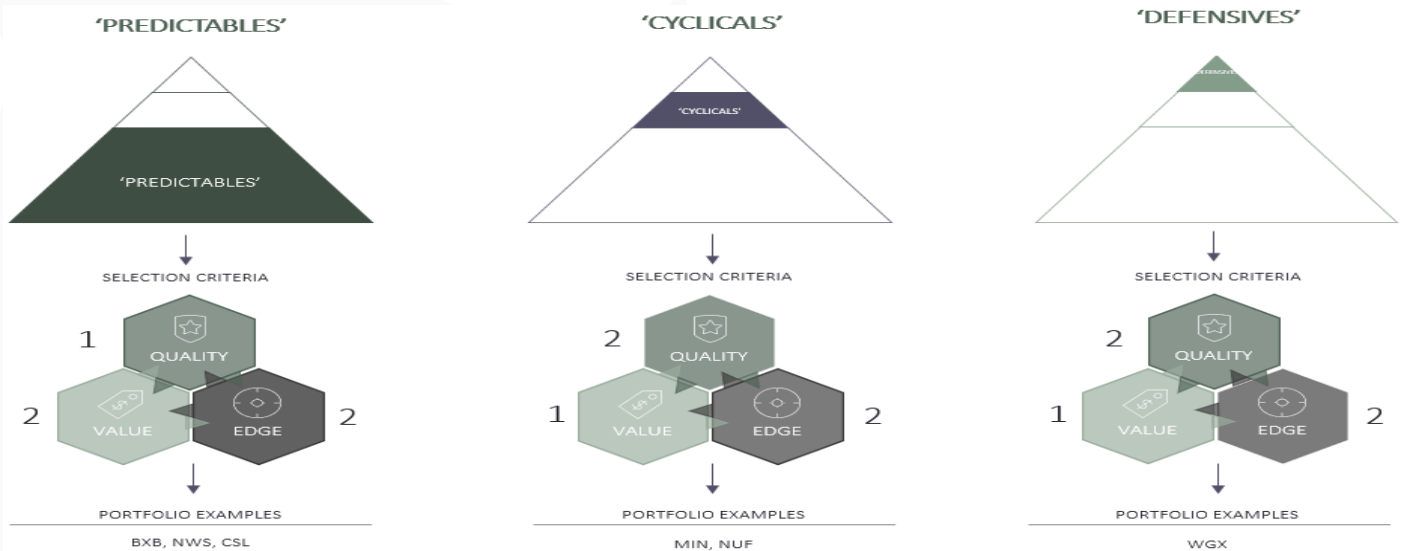 ‘PREDICTABLES’
‘PREDICTABLES’
SELECTION CRITERIA
1
QUALITY
2
VALUE
EDGE
2
PORTFOLIO EXAMPLES
BXB, NWS, CSL
‘CYCLICALS’
‘CYCLICALS’
SELECTION CRITERIA
2
QUALITY
1
VALUE
EDGE
2
PORTFOLIO EXAMPLES
MIN, NUF
‘DEFENSIVES’
SELECTION CRITERIA
2
QUALITY
1
VALUE
EDGE
2
PORTFOLIO EXAMPLES
WGX